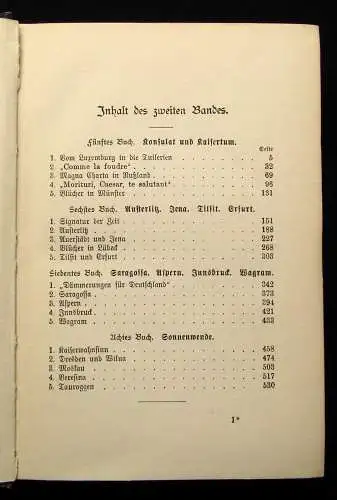 Inhalt des zweiten Bandes.
Fünftes Buch. Konsulat und Kaisertum.
Seite
1. Vom Luxemburg in die Tuilerien 5
2. „Comme la foudre“ 32
3. Magna Charta in Rußland 69
4. „Morituri, Caesar, te salutant“ 96
5. Blücher in Münster 131
Sechstes Buch. Austerlitz. Jena. Tilsit. Erfurt.
1. Signatur der Zeit 151
2. Austerlitz 188
3. Auerstädt und Jena 227
4. Blücher in Lübeck 268
5. Tilsit und Erfurt 303
Siebentes Buch. Saragossa. Aspern. Innsbruck. Wagram.
1. „Dämmerungen für Deutschland“ 342
2. Saragossa 373
3. Aspern 394
4. Innsbruck 421
5. Wagram 433
Achtes Buch. Sonnenwende.
1. Kaiserwahnsinn 458
2. Dresden und Wilna 474
3. Moskau 503
4. Beresina 517
5. Tauroggen 530
1*